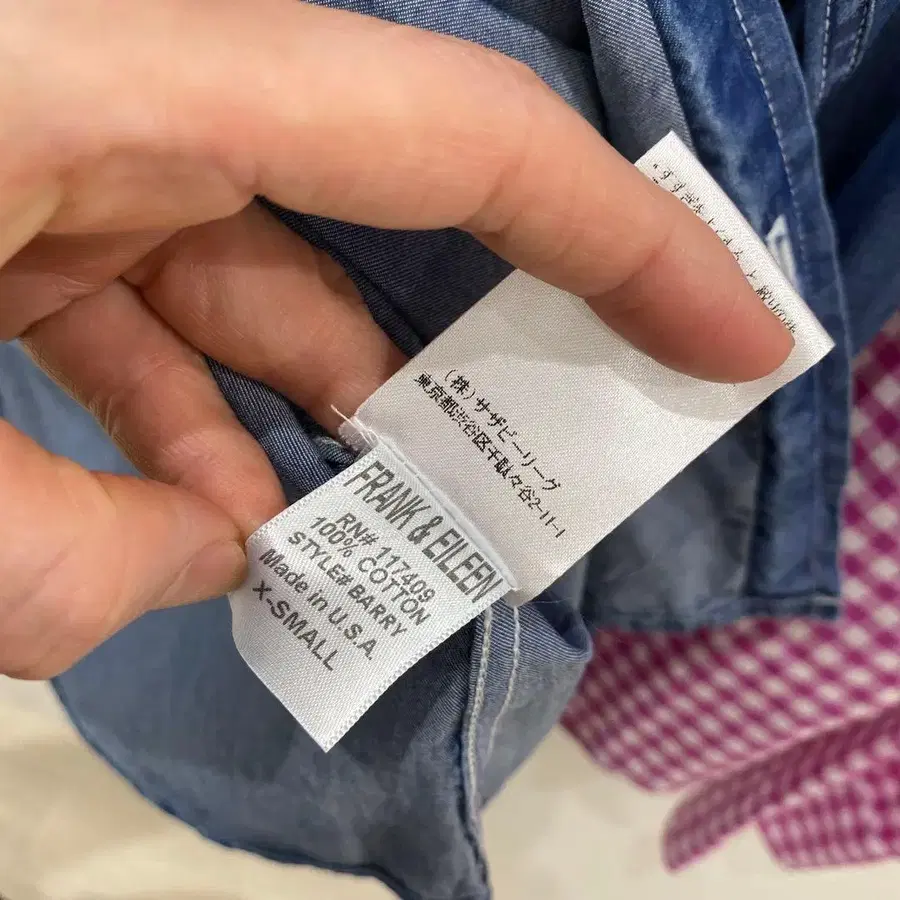 FRANK & EILEEN
RN# 117409
100% COTTON
STYLE# BARRY
Made in U.S.A.
X-SMALL
(株)サザビーリーグ
東京都渋谷区千駄ヶ谷2-11-1